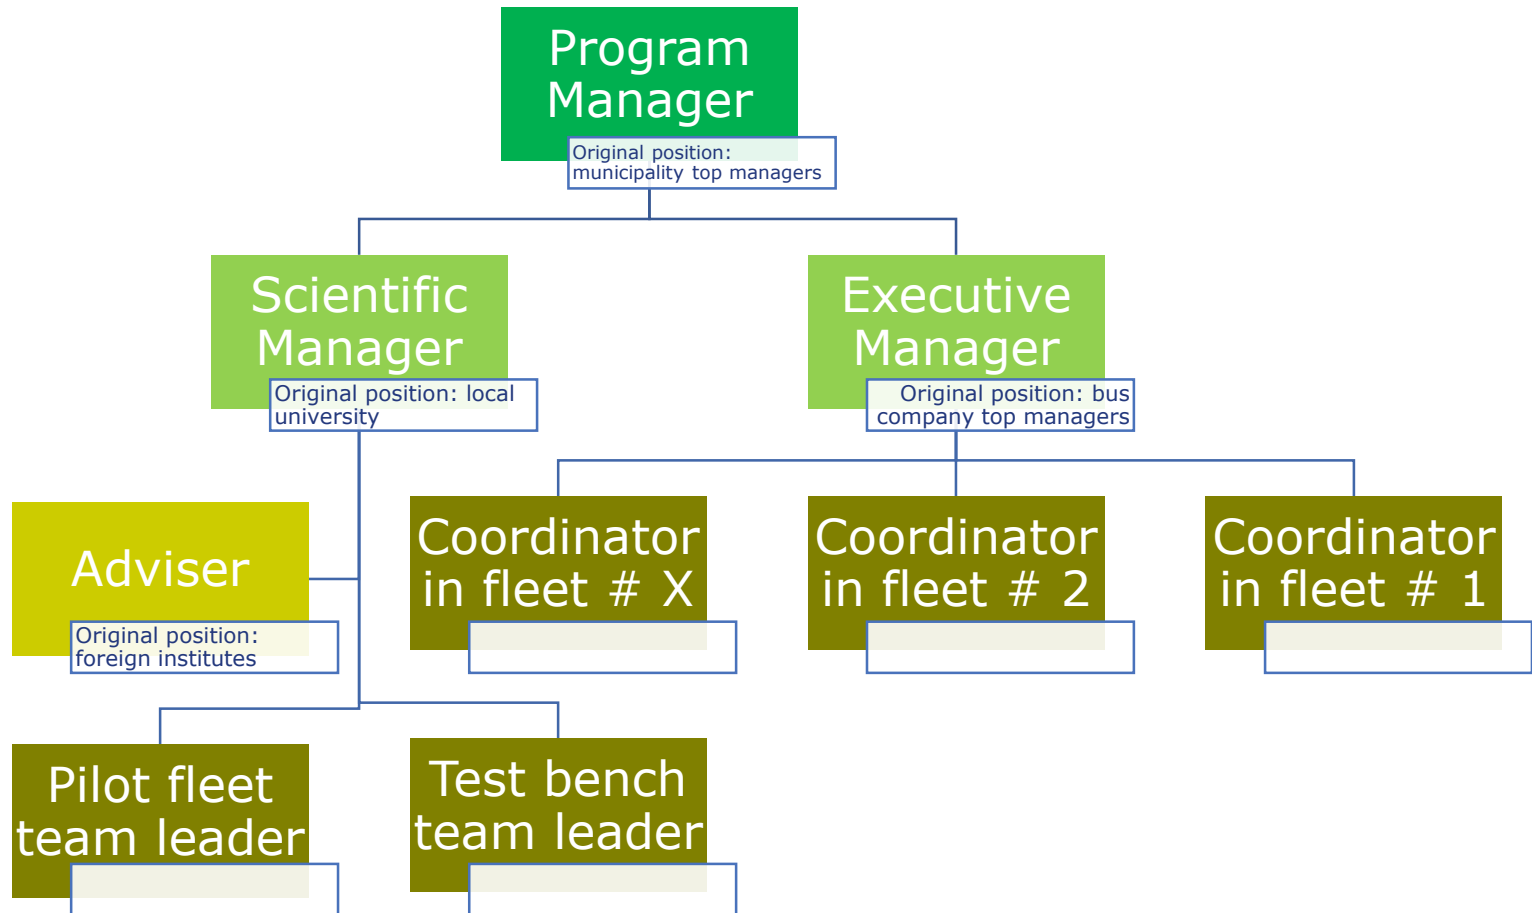 Program
Manager
Original position:
municipality top managers
Scientific
Manager
Original position: local
university
Executive
Manager
Original position: bus
company top managers
Adviser
Original position:
foreign institutes
Coordinator
in fleet # X
Coordinator
in fleet # 2
Coordinator
in fleet # 1
Pilot fleet
team leader
Test bench
team leader